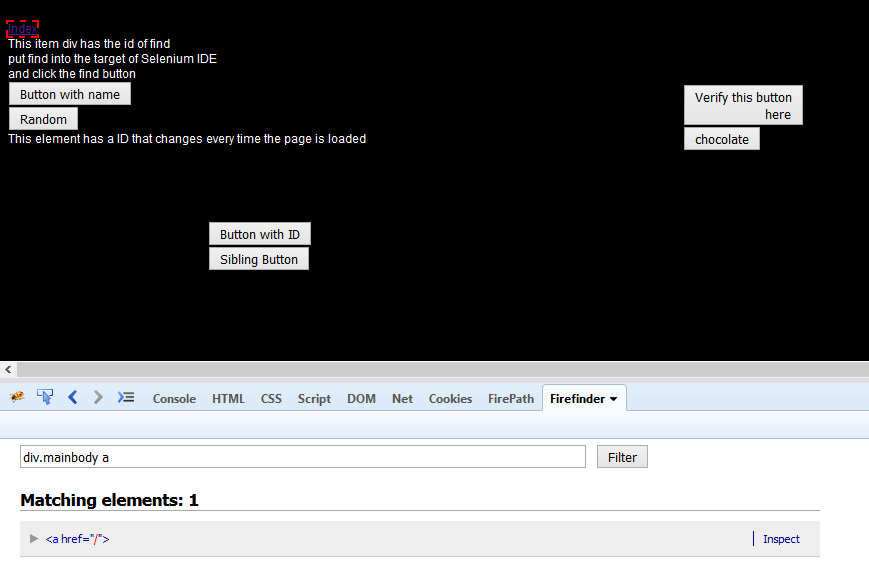 Index
This item div has the id of find
put find into the target of Selenium IDE
and click the find button
Button with name
Random
This element has a ID that changes every time the page is loaded
Verify this button
here
chocolate
Button with ID
Sibling Button
Console HTML CSS Script DOM Net Cookies FirePath Firefinder
div.mainbody a Filter
Matching elements: 1
<a href="/"> Inspect